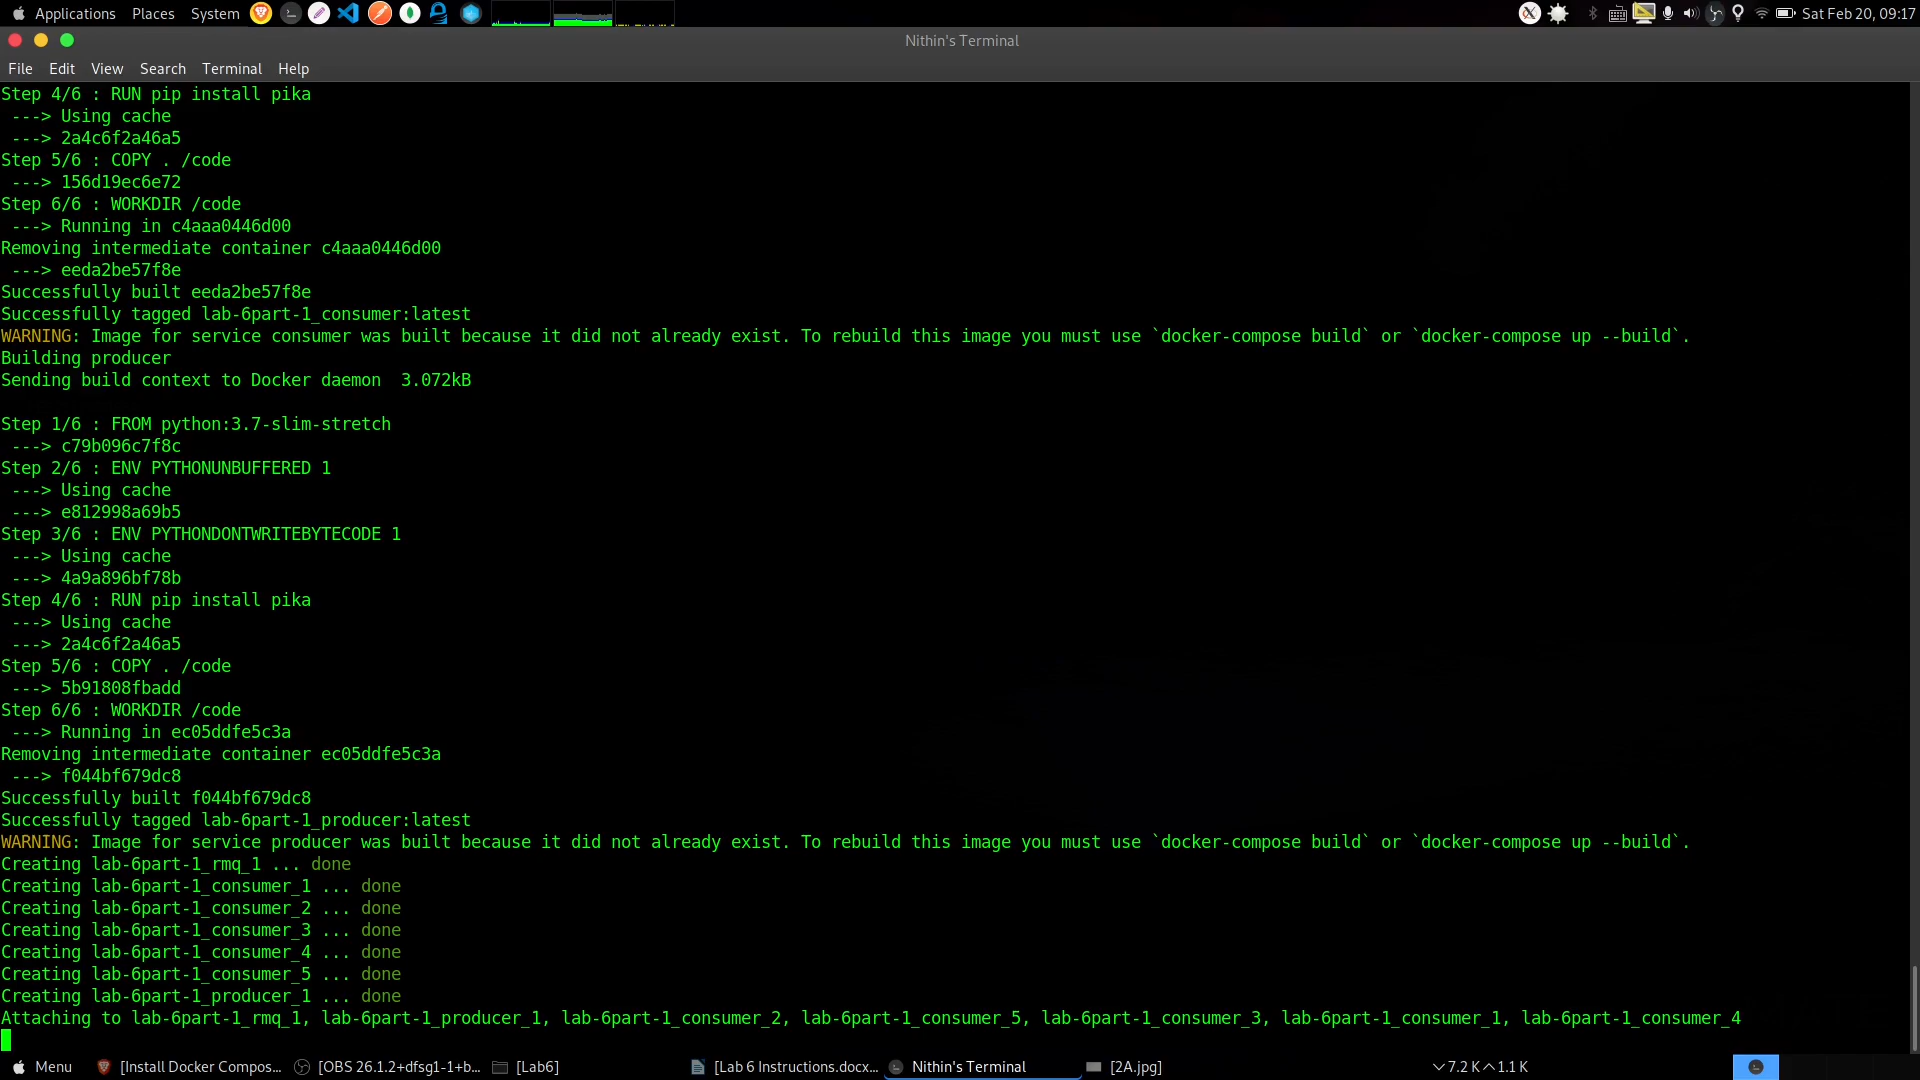 Applications Places System Sat Feb 20, 09:17
Nithin's Terminal
File Edit View Search Terminal Help
Step 4/6 : RUN pip install pika
---> Using cache
---> 2a4c6f2a46a5
Step 5/6 : COPY . /code
---> 156d19ec6e72
Step 6/6 : WORKDIR /code
---> Running in c4aaa0446d00
Removing intermediate container c4aaa0446d00
---> eeda2be57f8e
Successfully built eeda2be57f8e
Successfully tagged lab-6part-1_consumer:latest
WARNING: Image for service consumer was built because it did not already exist. To rebuild this image you must use `docker-compose build` or `docker-compose up --build`.
Building producer
Sending build context to Docker daemon  3.072kB
Step 1/6 : FROM python:3.7-slim-stretch
---> c79b096c7f8c
Step 2/6 : ENV PYTHONUNBUFFERED 1
---> Using cache
---> e812998a69b5
Step 3/6 : ENV PYTHONDONTWRITEBYTECODE 1
---> Using cache
---> 4a9a896bf78b
Step 4/6 : RUN pip install pika
---> Using cache
---> 2a4c6f2a46a5
Step 5/6 : COPY . /code
---> 5b91808fbadd
Step 6/6 : WORKDIR /code
---> Running in ec05ddfe5c3a
Removing intermediate container ec05ddfe5c3a
---> f044bf679dc8
Successfully built f044bf679dc8
Successfully tagged lab-6part-1_producer:latest
WARNING: Image for service producer was built because it did not already exist. To rebuild this image you must use `docker-compose build` or `docker-compose up --build`.
Creating lab-6part-1_rmq_1 ... done
Creating lab-6part-1_consumer_1 ... done
Creating lab-6part-1_consumer_2 ... done
Creating lab-6part-1_consumer_3 ... done
Creating lab-6part-1_consumer_4 ... done
Creating lab-6part-1_consumer_5 ... done
Creating lab-6part-1_producer_1 ... done
Attaching to lab-6part-1_rmq_1, lab-6part-1_producer_1, lab-6part-1_consumer_2, lab-6part-1_consumer_5, lab-6part-1_consumer_3, lab-6part-1_consumer_1, lab-6part-1_consumer_4
Menu [Install Docker Compos... [OBS 26.1.2+dfsg1-1+b... [Lab6] [Lab 6 Instructions.docx... Nithin's Terminal [2A.jpg] 7.2 K 1.1 K